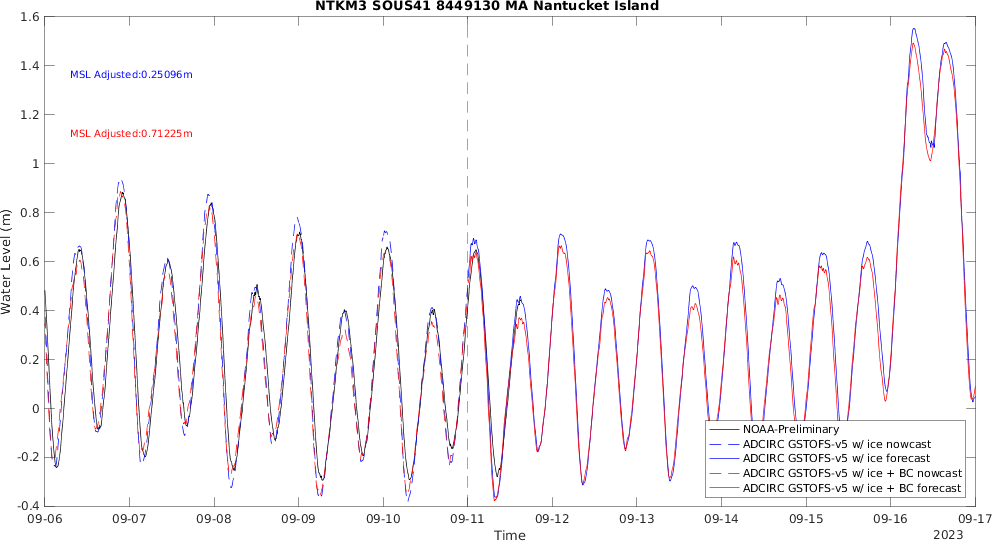 NTKM3 SOUS41 8449130 MA Nantucket Island
1.6
1.4
1.2
1
0.8
0.6
0.4
0.2
0
-0.2
-0.4
Water Level (m)
MSL Adjusted:0.25096m
MSL Adjusted:0.71225m
NOAA-Preliminary
ADCIRC GSTOFS-v5 w/ ice nowcast
ADCIRC GSTOFS-v5 w/ ice forecast
ADCIRC GSTOFS-v5 w/ ice + BC nowcast
ADCIRC GSTOFS-v5 w/ ice + BC forecast
09-06 09-07 09-08 09-09 09-10 09-11 09-12 09-13 09-14 09-15 09-16 09-17
Time
2023